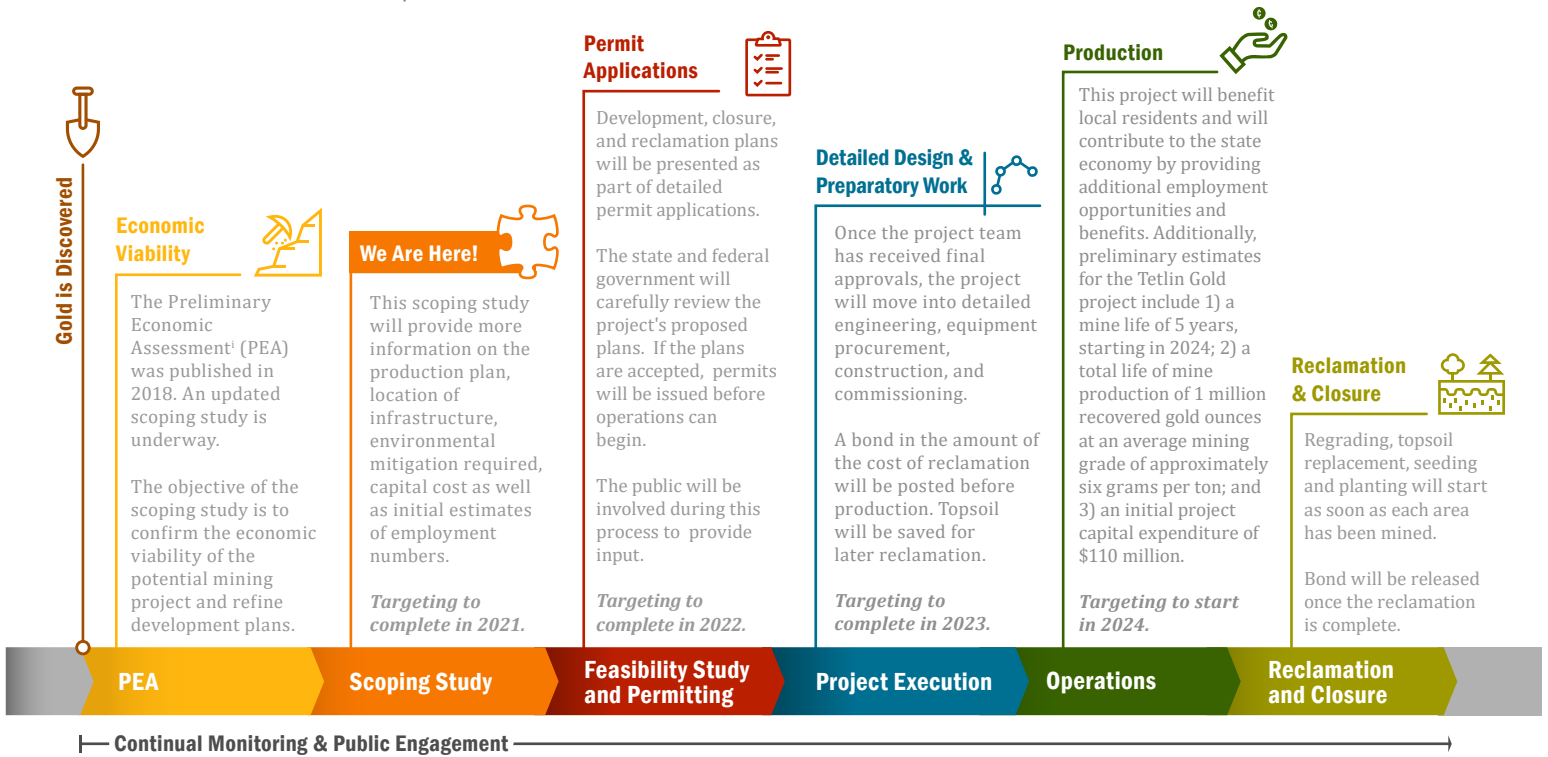 Gold is Discovered
Economic
Viability
The Preliminary
Economic
Assessmentⁱ (PEA)
was published in
2018. An updated
scoping study is
underway.
The objective of the
scoping study is to
confirm the economic
viability of the
potential mining
project and refine
development plans.
We Are Here!
This scoping study
will provide more
information on the
production plan,
location of
infrastructure,
environmental
mitigation required,
capital cost as well
as initial estimates
of employment
numbers.
Targeting to
complete in 2021.
Permit
Applications
Development, closure,
and reclamation plans
will be presented as
part of detailed
permit applications.
The state and federal
government will
carefully review the
project's proposed
plans. If the plans
are accepted, permits
will be issued before
operations can
begin.
The public will be
involved during this
process to provide
input.
Targeting to
complete in 2022.
Detailed Design &
Preparatory Work
Once the project team
has received final
approvals, the project
will move into detailed
engineering, equipment
procurement,
construction, and
commissioning.
A bond in the amount of
the cost of reclamation
will be posted before
production. Topsoil
will be saved for
later reclamation.
Targeting to
complete in 2023.
Production
This project will benefit
local residents and will
contribute to the state
economy by providing
additional employment
opportunities and
benefits. Additionally,
preliminary estimates
for the Tetlin Gold
project include 1) a
mine life of 5 years,
starting in 2024; 2) a
total life of mine
production of 1 million
recovered gold ounces
at an average mining
grade of approximately
six grams per ton; and
3) an initial project
capital expenditure of
$110 million.
Targeting to start
in 2024.
Reclamation
& Closure
Regrading, topsoil
replacement, seeding
and planting will start
as soon as each area
has been mined.
Bond will be released
once the reclamation
is complete.
PEA
Scoping Study
Feasibility Study
and Permitting
Project Execution
Operations
Reclamation
and Closure
Continual Monitoring & Public Engagement